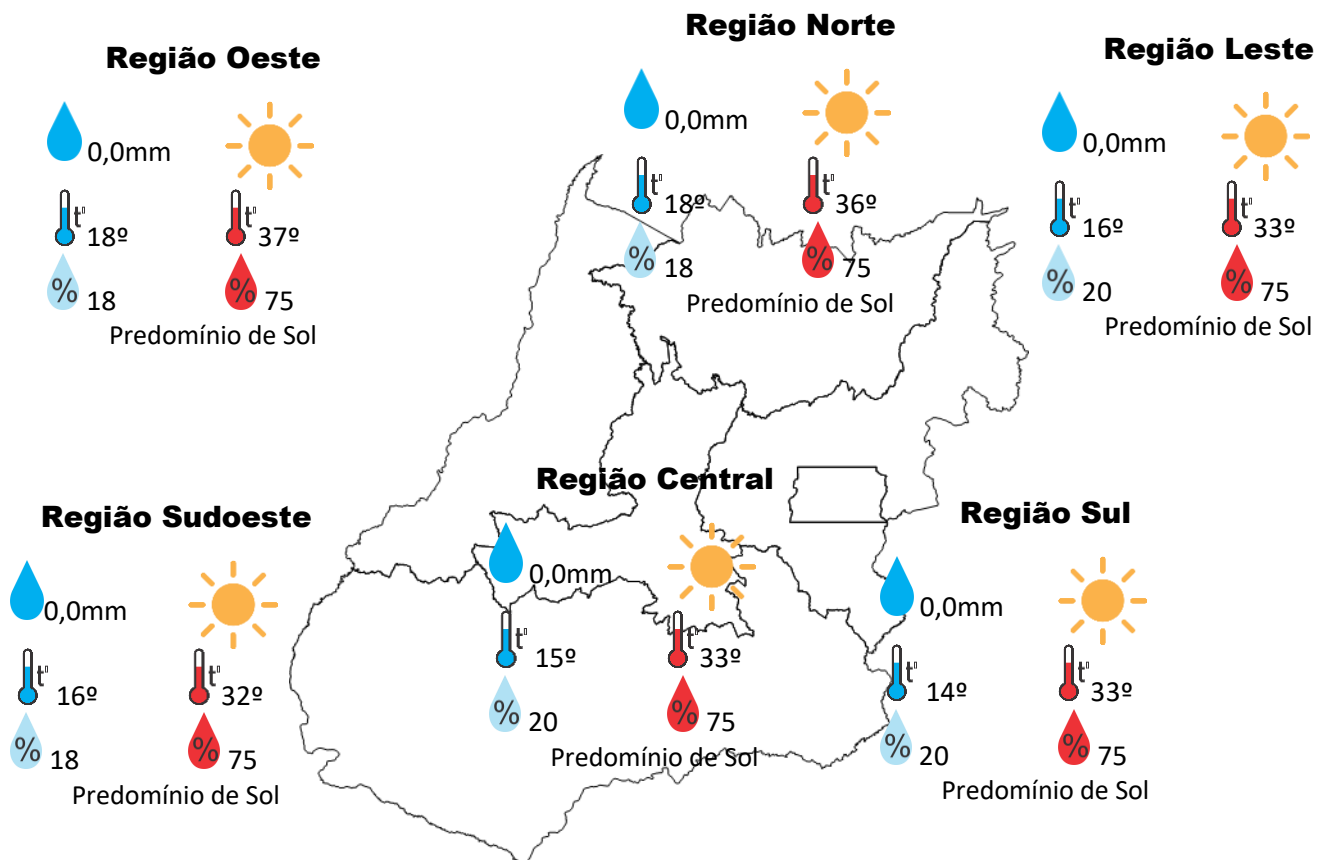 Região Oeste
0,0mm
t°
18º
t°
37º
%
18
%
75
Predomínio de Sol
Região Norte
0,0mm
t°
18º
t°
36º
%
18
%
75
Predomínio de Sol
Região Leste
0,0mm
t°
16º
t°
33º
%
20
%
75
Predomínio de Sol
Região Sudoeste
0,0mm
t°
16º
t°
32º
%
18
%
75
Predomínio de Sol
Região Central
0,0mm
t°
15º
t°
33º
%
20
%
75
Predomínio de Sol
Região Sul
0,0mm
t°
14º
t°
33º
%
20
%
75
Predomínio de Sol